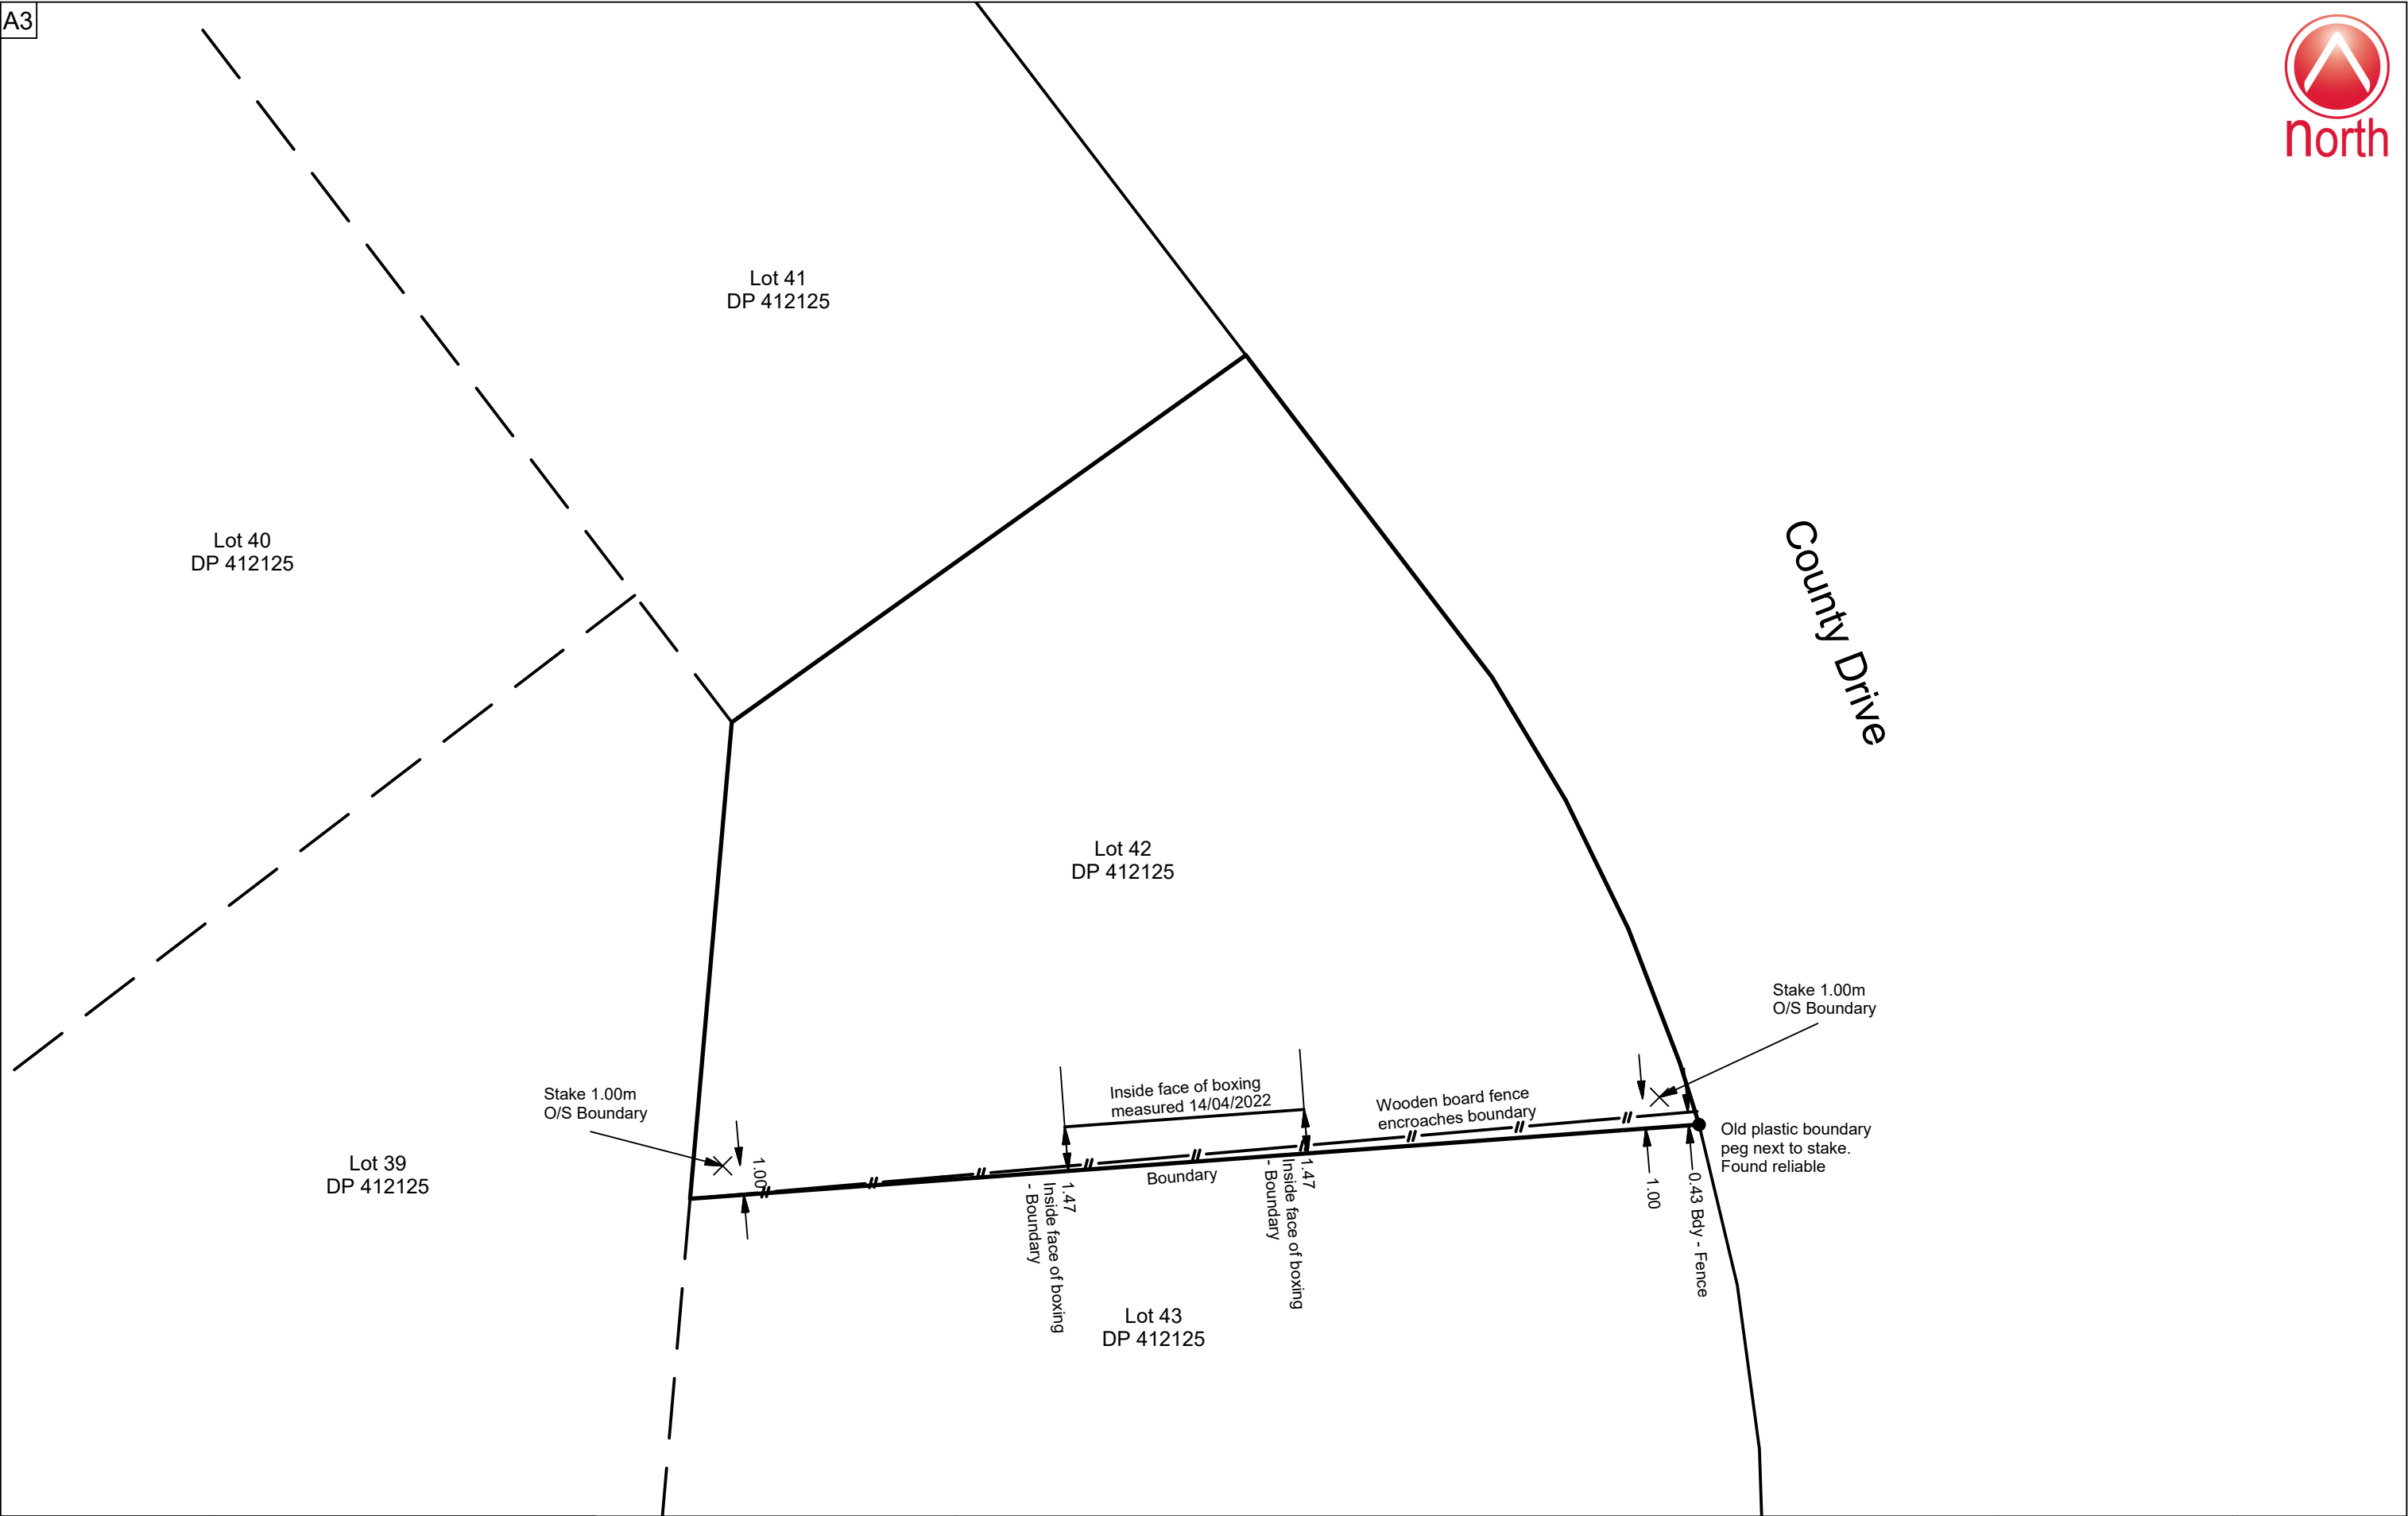 A3
north
Lot 41
DP 412125
Lot 40
DP 412125
County Drive
Lot 42
DP 412125
Stake 1.00m
O/S Boundary
Stake 1.00m
O/S Boundary
Inside face of boxing
measured 14/04/2022
Wooden board fence
encroaches boundary
Old plastic boundary
peg next to stake.
Found reliable
Lot 39
DP 412125
1.00
Boundary
1.47
Inside face of boxing
- Boundary
1.47
Inside face of boxing
- Boundary
1.00
0.43 Bdy - Fence
Lot 43
DP 412125